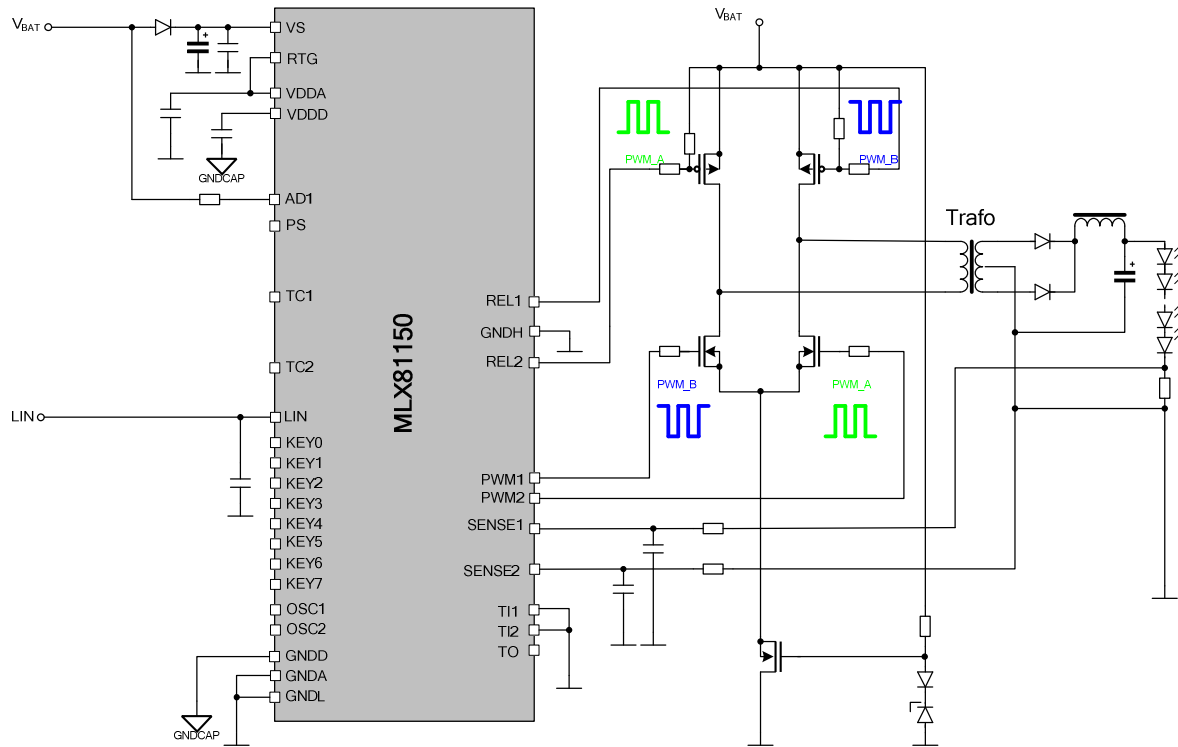 VBAT
VS
RTG
VDDA
VDDD
GNDCAP
AD1
PS
TC1
TC2
LIN
LIN
KEY0
KEY1
KEY2
KEY3
KEY4
KEY5
KEY6
KEY7
OSC1
OSC2
GNDD
GNDA
GNDL
GNDCAP
MLX81150
REL1
GNDH
REL2
PWM1
PWM2
SENSE1
SENSE2
TI1
TI2
TO
VBAT
PWM_A
PWM_B
PWM_B
PWM_A
Trafo
+
+